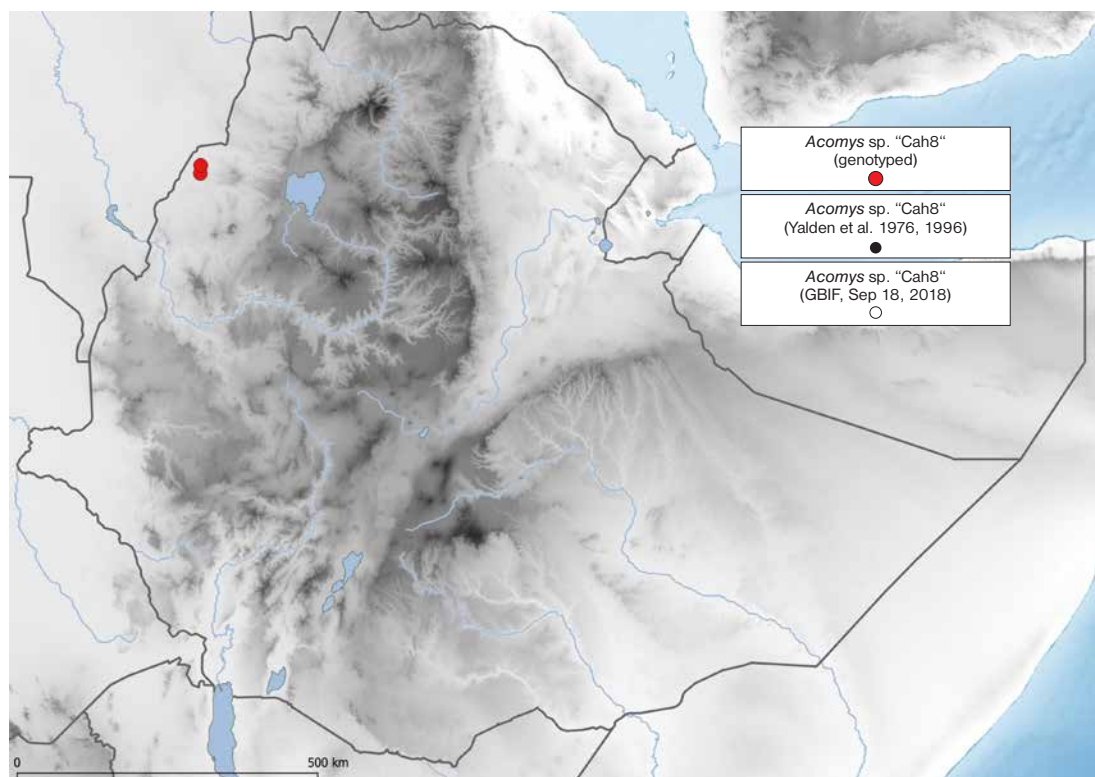 Acomys sp. “Cah8“
(genotyped)
Acomys sp. “Cah8“
(Yalden et al. 1976, 1996)
Acomys sp. “Cah8“
(GBIF, Sep 18, 2018)
0
500 km